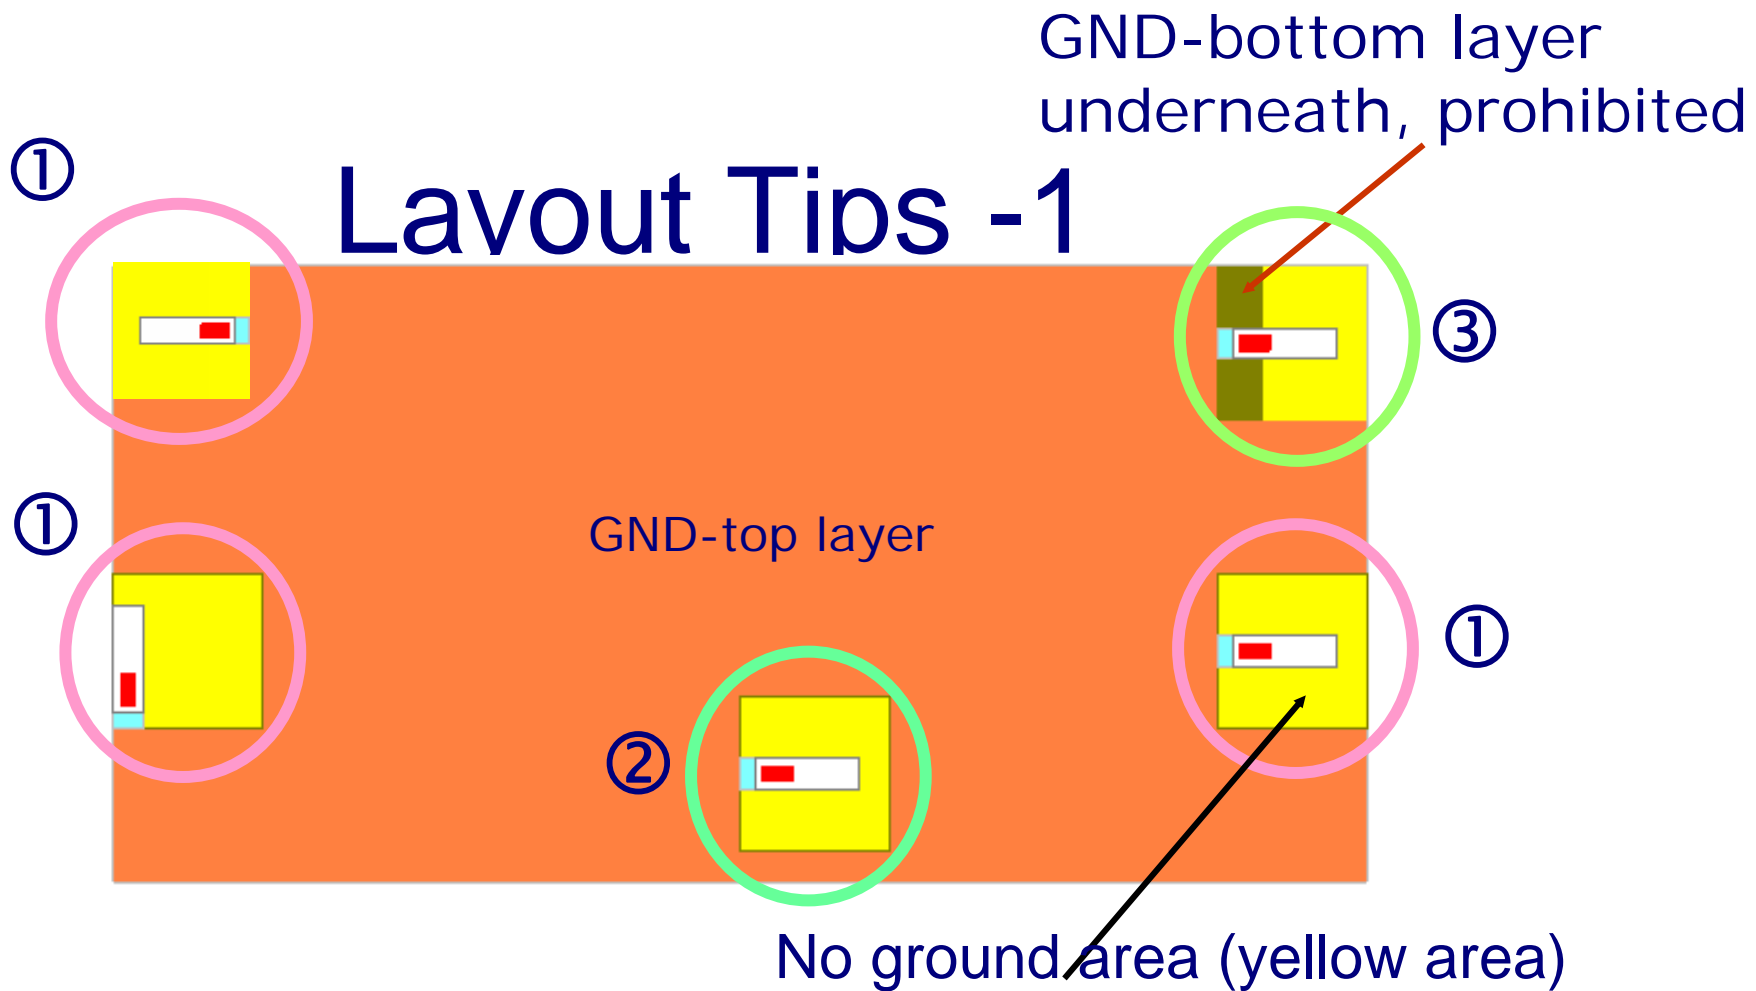 GND-bottom layer
underneath, prohibited
①
Layout Tips -1
③
①
GND-top layer
①
②
No ground area (yellow area)